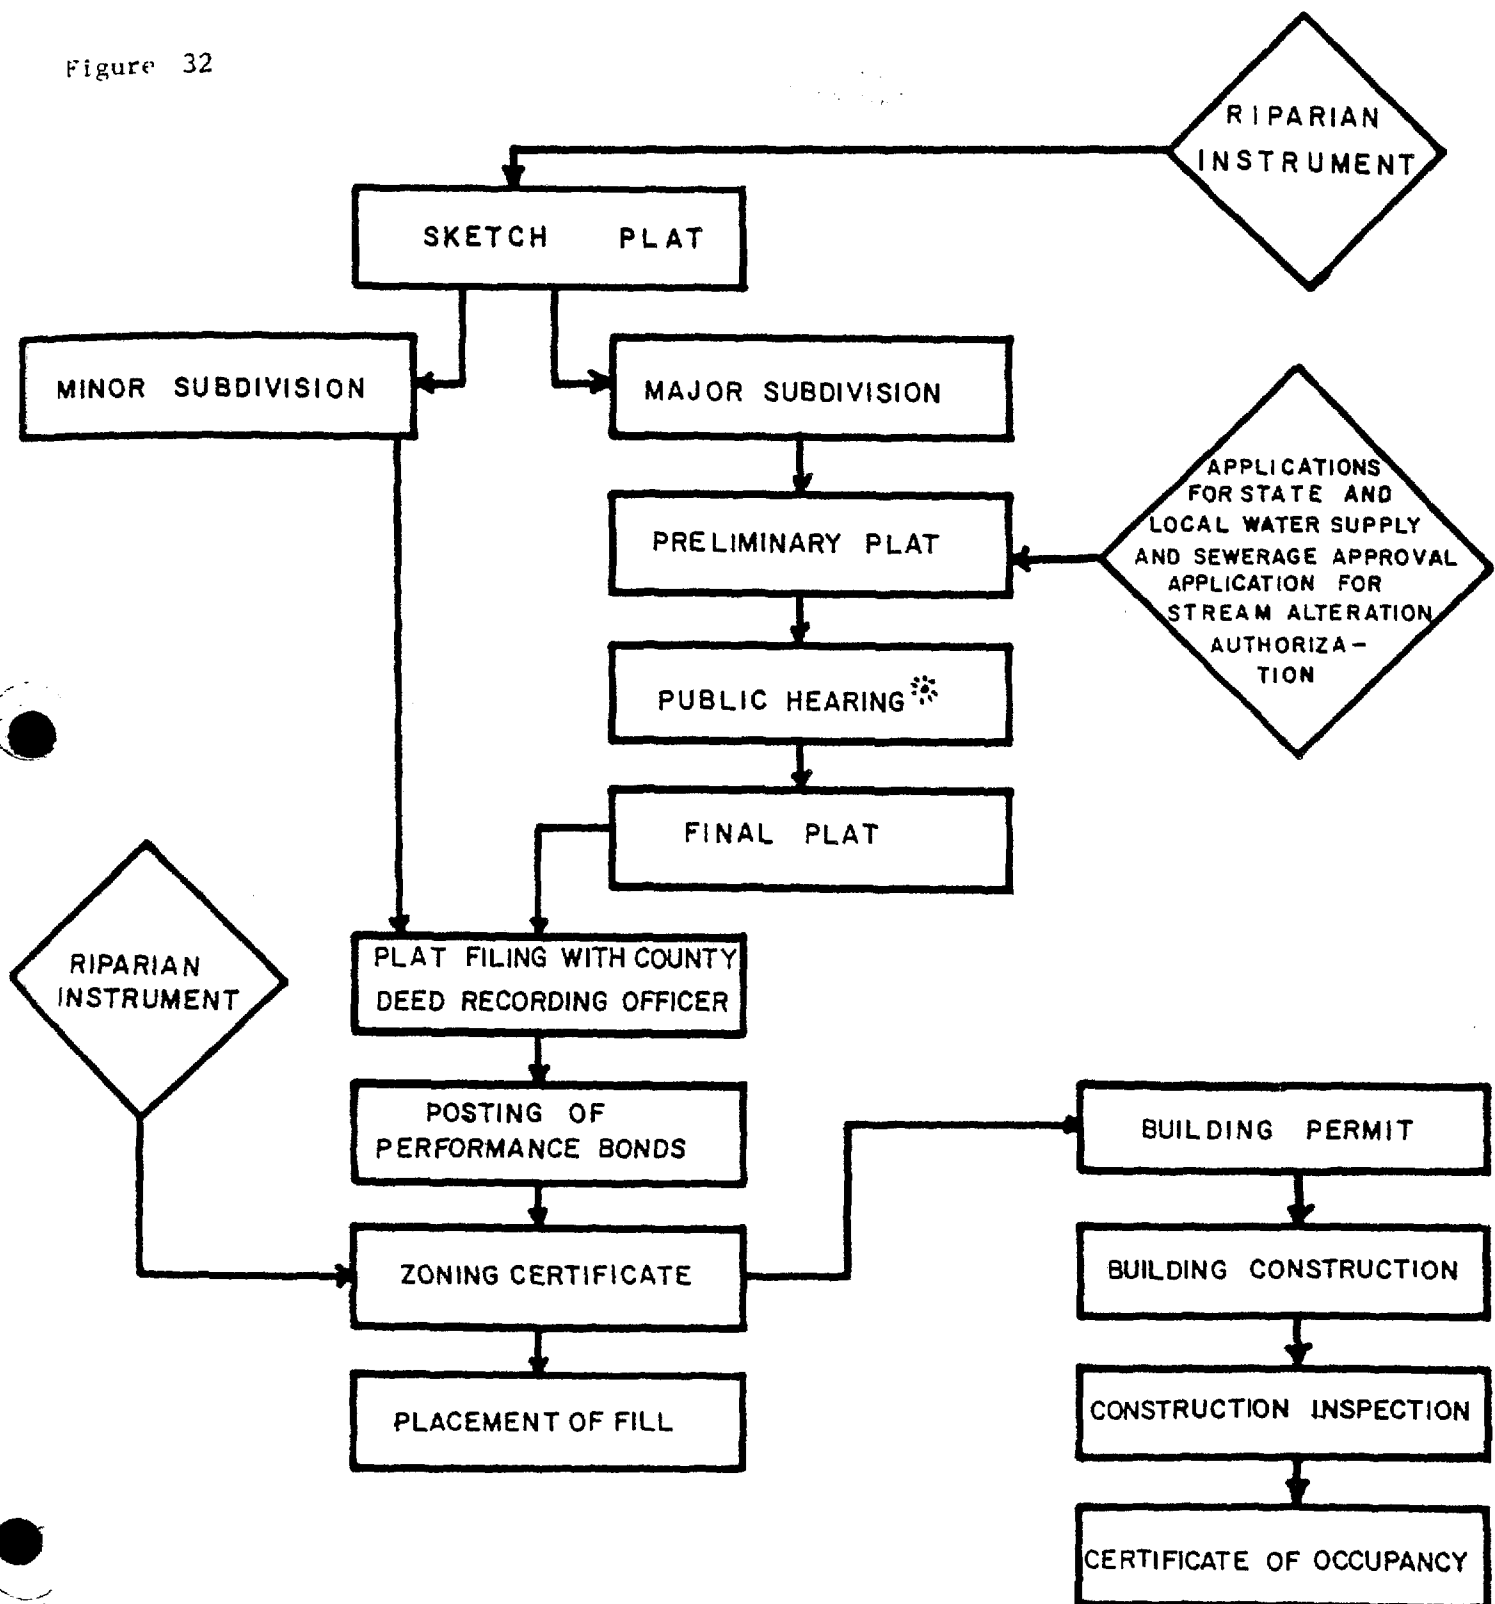 Figure 32
RIPARIAN
INSTRUMENT
SKETCH PLAT
MINOR SUBDIVISION
MAJOR SUBDIVISION
APPLICATIONS
FOR STATE AND
LOCAL WATER SUPPLY
AND SEWERAGE APPROVAL
APPLICATION FOR
STREAM ALTERATION
AUTHORIZA-
TION
PRELIMINARY PLAT
PUBLIC HEARING*
FINAL PLAT
RIPARIAN
INSTRUMENT
PLAT FILING WITH COUNTY
DEED RECORDING OFFICER
POSTING OF
PERFORMANCE BONDS
ZONING CERTIFICATE
PLACEMENT OF FILL
BUILDING PERMIT
BUILDING CONSTRUCTION
CONSTRUCTION INSPECTION
CERTIFICATE OF OCCUPANCY